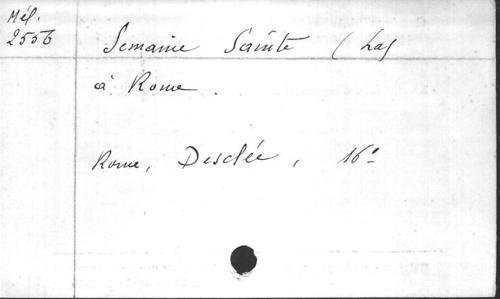 Mél.
2556
Semaine Sainte (La)
à Rome.
Rome, Desclée, 16°